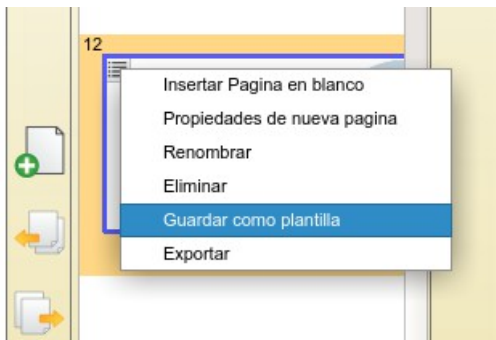 12
Insertar Pagina en blanco
Propiedades de nueva pagina
Renombrar
Eliminar
Guardar como plantilla
Exportar